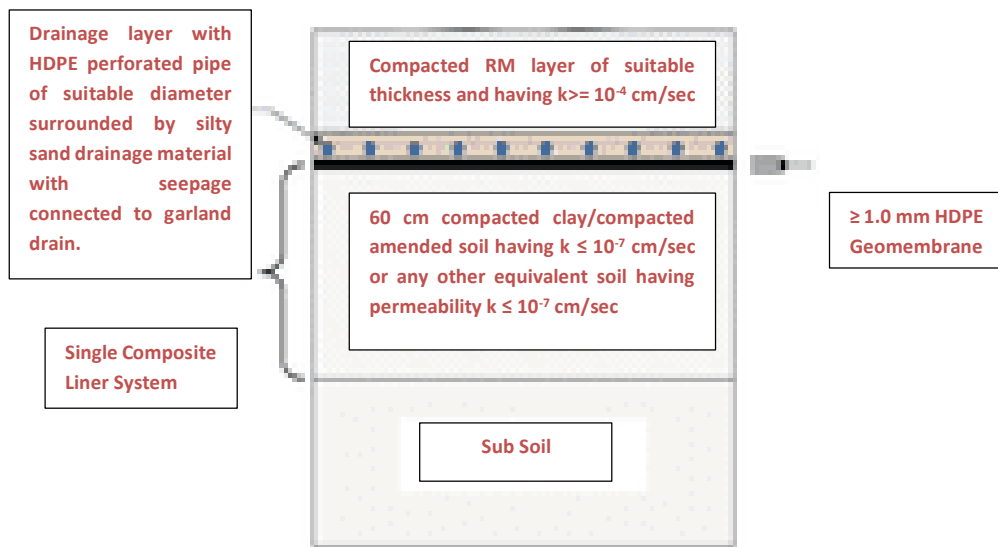 Drainage layer with
HDPE perforated pipe
of suitable diameter
surrounded by silty
sand drainage material
with seepage
connected to garland
drain.
Compacted RM layer of suitable
thickness and having k>= 10⁻⁴ cm/sec
60 cm compacted clay/compacted
amended soil having k ≤ 10⁻⁷ cm/sec
or any other equivalent soil having
permeability k ≤ 10⁻⁷ cm/sec
≥ 1.0 mm HDPE
Geomembrane
Single Composite
Liner System
Sub Soil